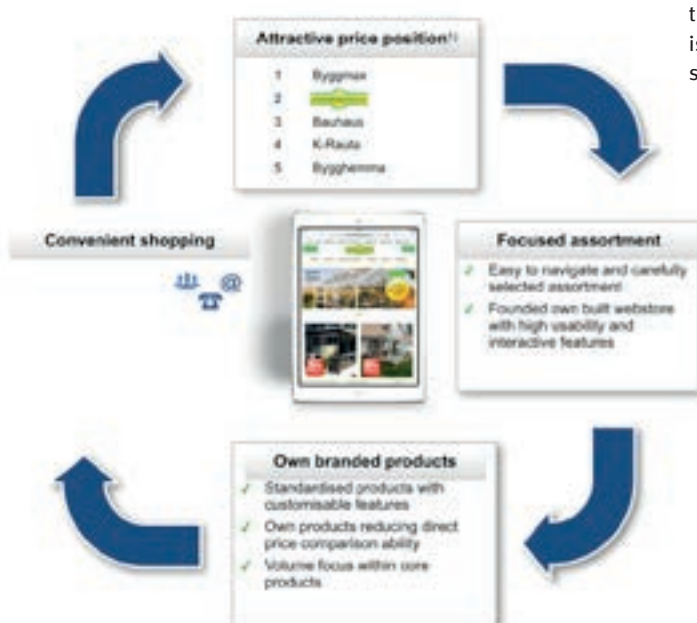 Attractive price position¹⁾
1 Byggmax
2
3 Bauhaus
4 K-Rauta
5 Bygghemma
Convenient shopping
@
Focused assortment
✓ Easy to navigate and carefully
selected assortment
✓ Founded own built webstore
with high usability and
interactive features
Own branded products
✓ Standardised products with
customisable features
✓ Own products reducing direct
price comparison ability
✓ Volume focus within core
products